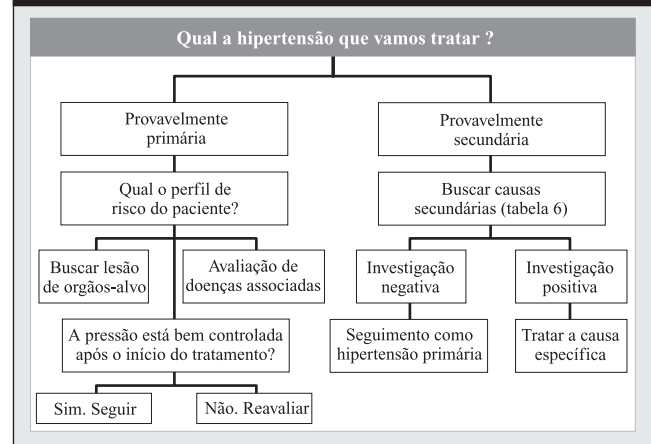 Qual a hipertensão que vamos tratar ?
Provavelmente
primária
Provavelmente
secundária
Qual o perfil de
risco do paciente?
Buscar causas
secundárias (tabela 6)
Buscar lesão
de orgãos-alvo
Avaliação de
doenças associadas
Investigação
negativa
Investigação
positiva
A pressão está bem controlada
após o início do tratamento?
Seguimento como
hipertensão primária
Tratar a causa
específica
Sim. Seguir
Não. Reavaliar